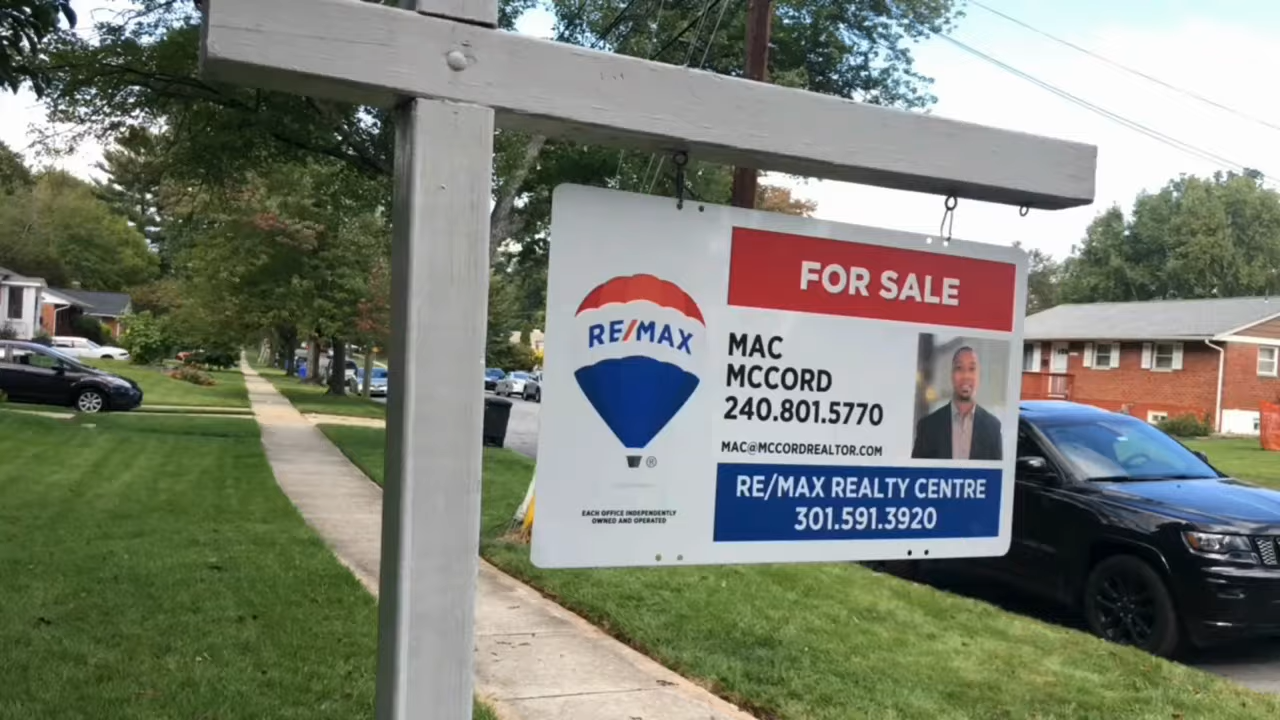 RE/MAX
®
EACH OFFICE INDEPENDENTLY
OWNED AND OPERATED
FOR SALE
MAC
MCCORD
240.801.5770
MAC@MCCORDREALTOR.COM
RE/MAX REALTY CENTRE
301.591.3920